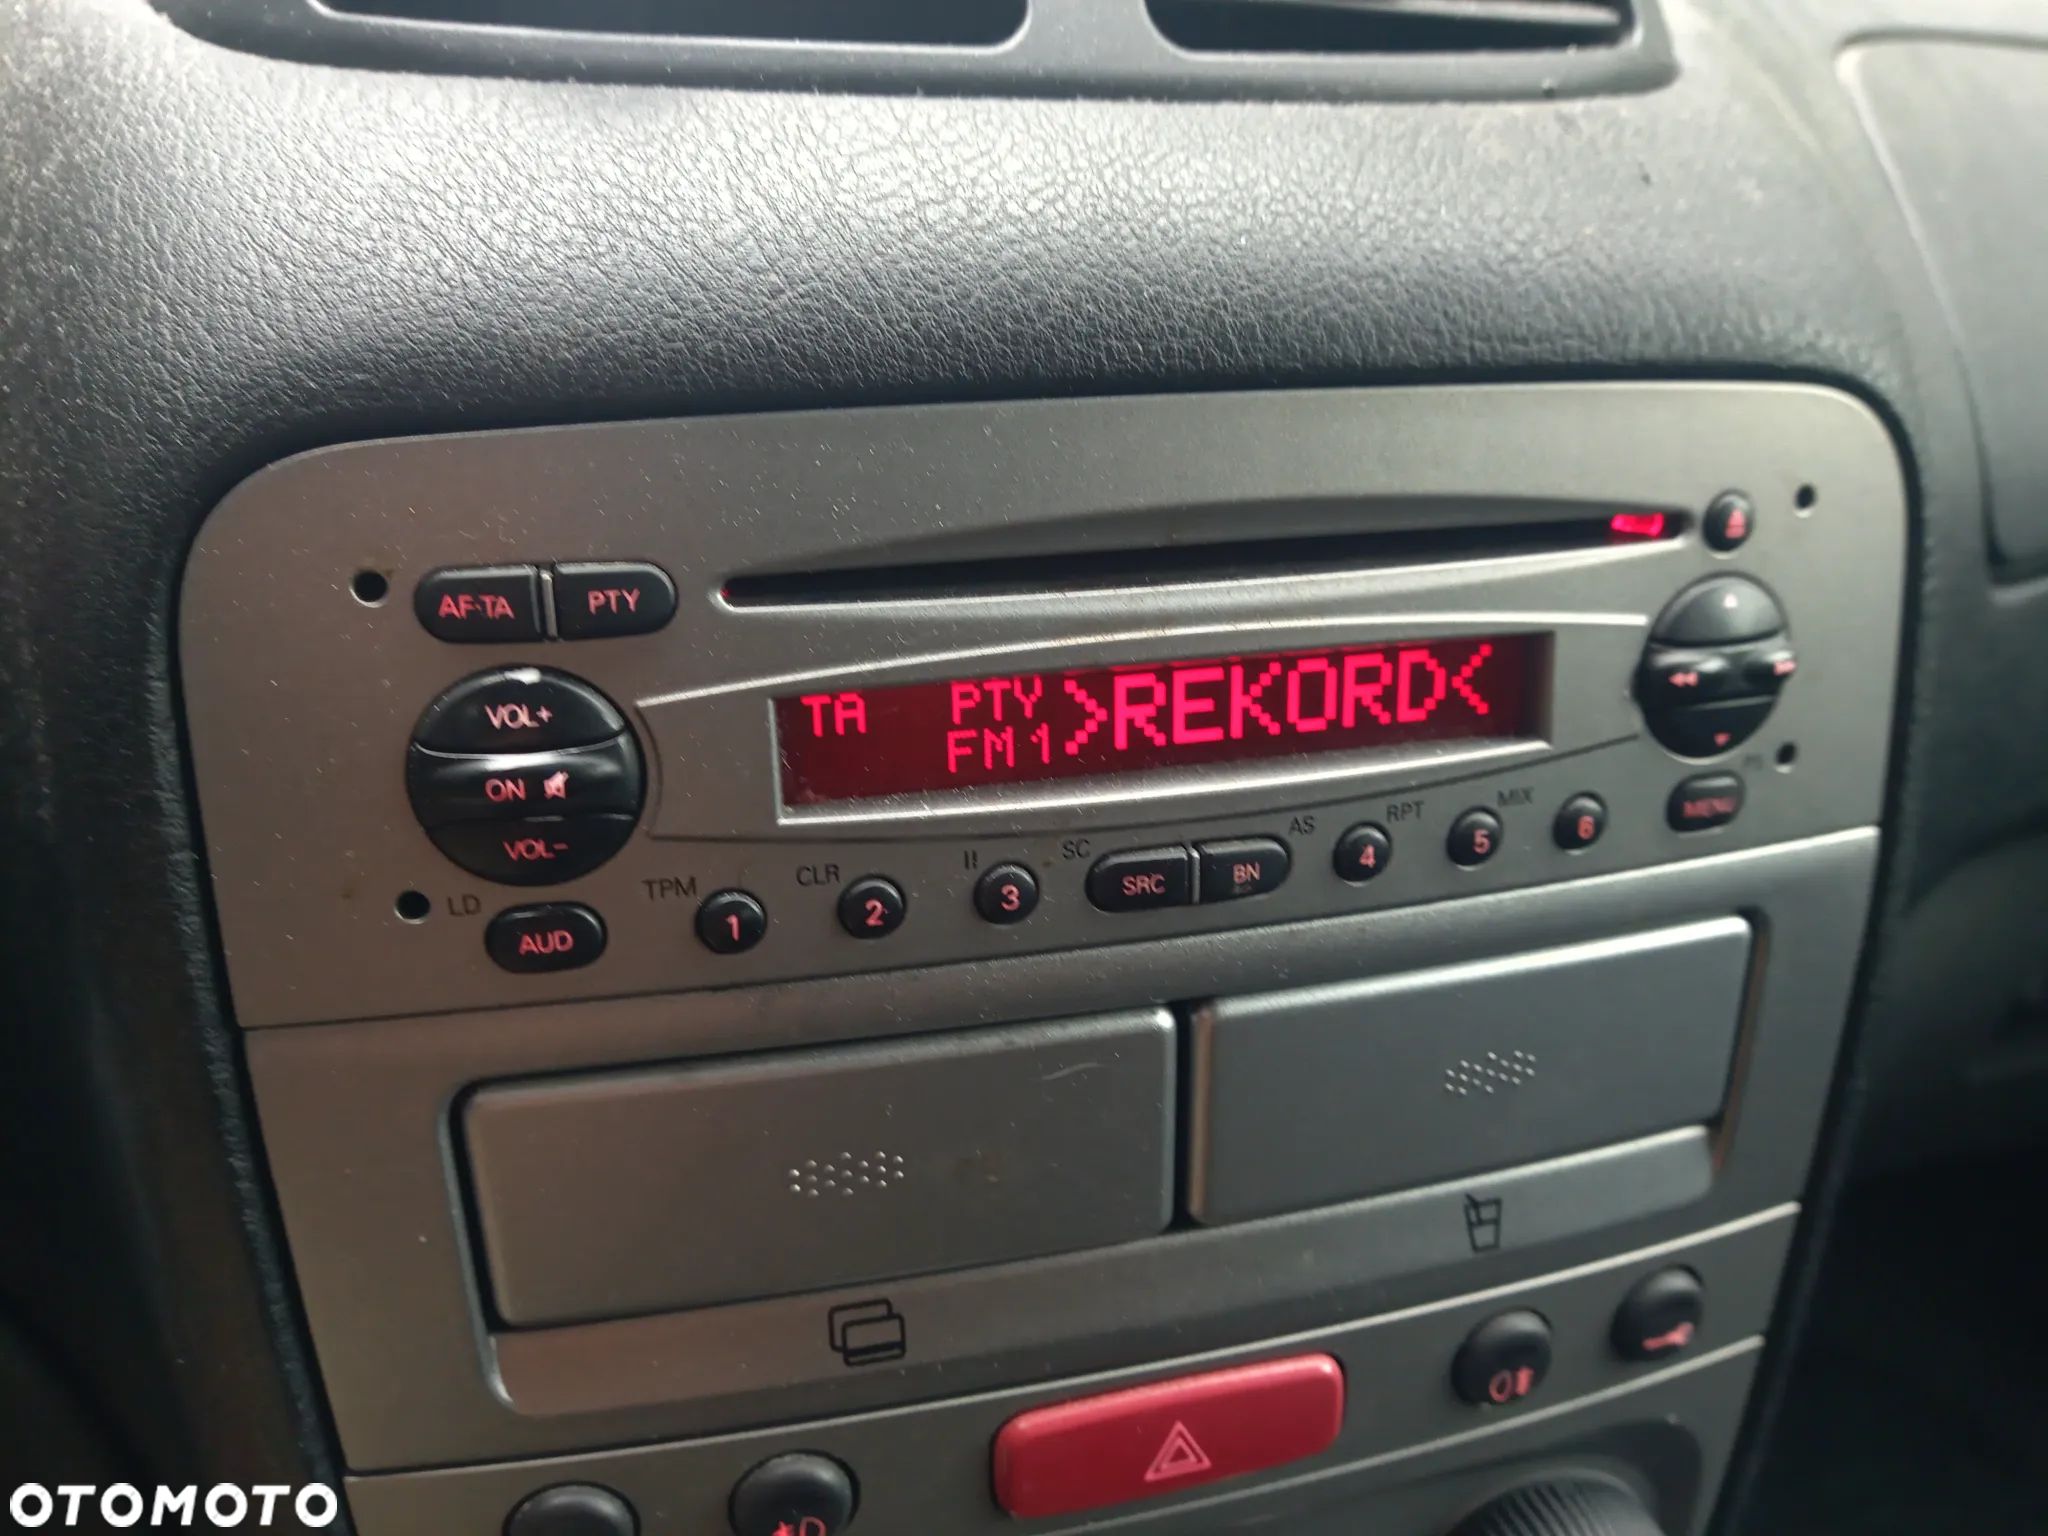 AF·TA PTY
TA PTY >REKORD<
FM1
VOL+
ON
VOL-
LD
AUD
TPM 1 CLR 2 II 3 SC SRC BN AS 4 RPT 5 MIX 6 MENU
OTOMOTO